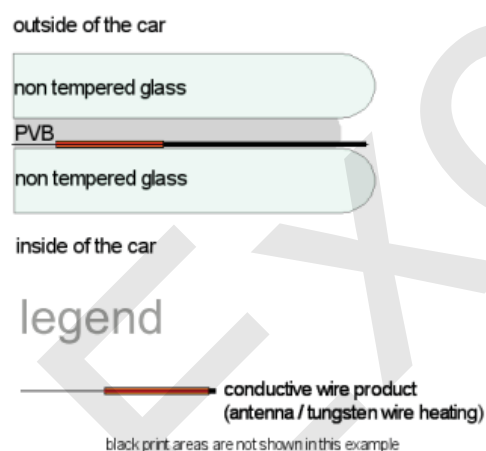 outside of the car
non tempered glass
PVB
non tempered glass
inside of the car
legend
conductive wire product
(antenna / tungsten wire heating)
black print areas are not shown in this example